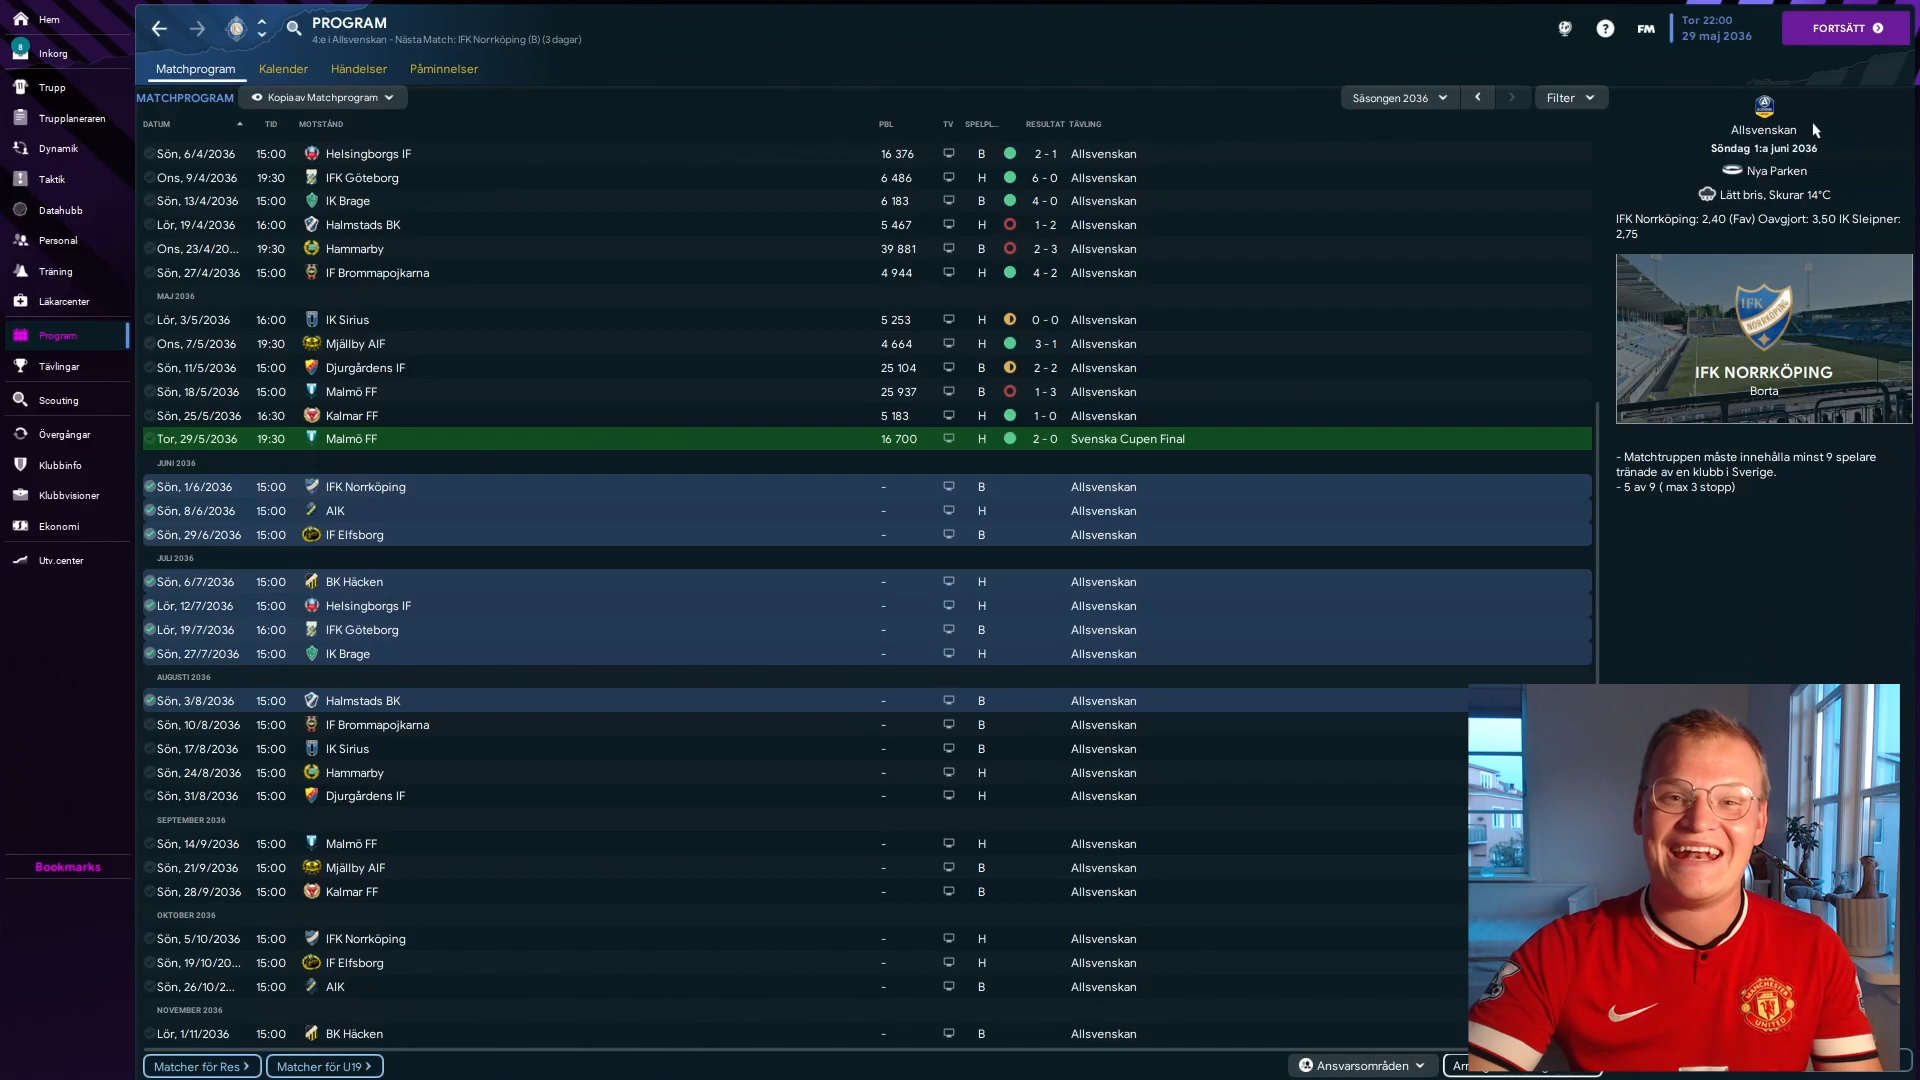 Hem
8
Inkorg
Trupp
Trupplaneraren
Dynamik
Taktik
Datahubb
Personal
Träning
Läkarcenter
Program
Tävlingar
Scouting
Övergångar
Klubbinfo
Klubbvisioner
Ekonomi
Utv.center
Bookmarks
PROGRAM
4:e i Allsvenskan - Nästa Match: IFK Norrköping (B) (3 dagar)
FM
Tor 22:00
29 maj 2036
FORTSÄTT
Matchprogram Kalender Händelser Påminnelser
MATCHPROGRAM Kopia av Matchprogram Säsongen 2036 Filter
DATUM TID MOTSTÅND PBL TV SPELPL... RESULTAT TÄVLING
Sön, 6/4/2036 15:00 Helsingborgs IF 16 376 B 2 - 1 Allsvenskan
Ons, 9/4/2036 19:30 IFK Göteborg 6 486 H 6 - 0 Allsvenskan
Sön, 13/4/2036 15:00 IK Brage 6 183 B 4 - 0 Allsvenskan
Lör, 19/4/2036 16:00 Halmstads BK 5 467 H 1 - 2 Allsvenskan
Ons, 23/4/20... 19:30 Hammarby 39 881 B 2 - 3 Allsvenskan
Sön, 27/4/2036 15:00 IF Brommapojkarna 4 944 H 4 - 2 Allsvenskan
MAJ 2036
Lör, 3/5/2036 16:00 IK Sirius 5 253 H 0 - 0 Allsvenskan
Ons, 7/5/2036 19:30 Mjällby AIF 4 664 H 3 - 1 Allsvenskan
Sön, 11/5/2036 15:00 Djurgårdens IF 25 104 B 2 - 2 Allsvenskan
Sön, 18/5/2036 15:00 Malmö FF 25 937 B 1 - 3 Allsvenskan
Sön, 25/5/2036 16:30 Kalmar FF 5 183 H 1 - 0 Allsvenskan
Tor, 29/5/2036 19:30 Malmö FF 16 700 H 2 - 0 Svenska Cupen Final
JUNI 2036
Sön, 1/6/2036 15:00 IFK Norrköping - B Allsvenskan
Sön, 8/6/2036 15:00 AIK - H Allsvenskan
Sön, 29/6/2036 15:00 IF Elfsborg - B Allsvenskan
JULI 2036
Sön, 6/7/2036 15:00 BK Häcken - H Allsvenskan
Lör, 12/7/2036 15:00 Helsingborgs IF - H Allsvenskan
Lör, 19/7/2036 16:00 IFK Göteborg - B Allsvenskan
Sön, 27/7/2036 15:00 IK Brage - H Allsvenskan
AUGUSTI 2036
Sön, 3/8/2036 15:00 Halmstads BK - B Allsvenskan
Sön, 10/8/2036 15:00 IF Brommapojkarna - B Allsvenskan
Sön, 17/8/2036 15:00 IK Sirius - B Allsvenskan
Sön, 24/8/2036 15:00 Hammarby - H Allsvenskan
Sön, 31/8/2036 15:00 Djurgårdens IF - H Allsvenskan
SEPTEMBER 2036
Sön, 14/9/2036 15:00 Malmö FF - H Allsvenskan
Sön, 21/9/2036 15:00 Mjällby AIF - B Allsvenskan
Sön, 28/9/2036 15:00 Kalmar FF - B Allsvenskan
OKTOBER 2036
Sön, 5/10/2036 15:00 IFK Norrköping - H Allsvenskan
Sön, 19/10/20... 15:00 IF Elfsborg - H Allsvenskan
Sön, 26/10/2... 15:00 AIK - B Allsvenskan
NOVEMBER 2036
Lör, 1/11/2036 15:00 BK Häcken - B Allsvenskan
Matcher för Res Matcher för U19 Ansvarsområden
Allsvenskan
Söndag 1:a juni 2036
Nya Parken
Lätt bris, Skurar 14°C
IFK Norrköping: 2,40 (Fav) Oavgjort: 3,50 IK Sleipner:
2,75
IFK
NORRKÖPING
IFK NORRKÖPING
Borta
- Matchtruppen måste innehålla minst 9 spelare
tränade av en klubb i Sverige.
- 5 av 9 ( max 3 stopp)
MANCHESTER
UNITED